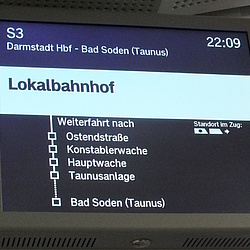 S3
Darmstadt Hbf - Bad Soden (Taunus)
22:09
Lokalbahnhof
Weiterfahrt nach
Standort im Zug:
Ostendstraße
Konstablerwache
Hauptwache
Taunusanlage
Bad Soden (Taunus)